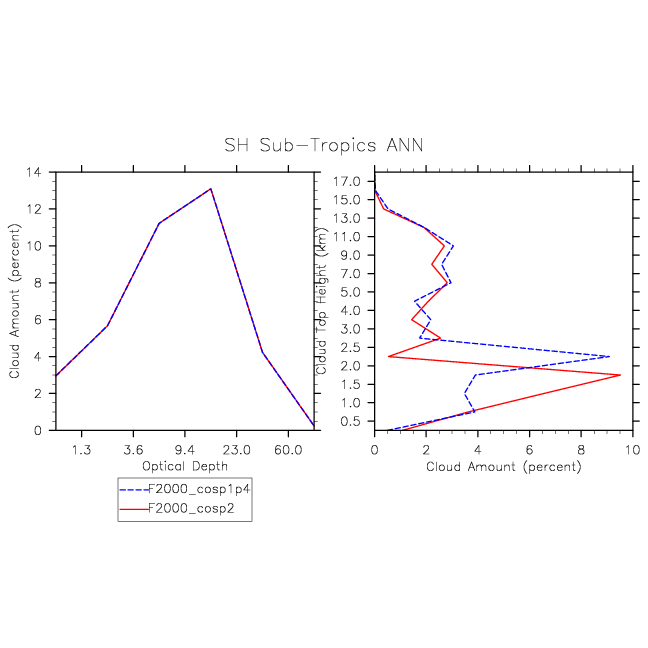 SH Sub-Tropics ANN
Cloud Amount (percent)
14
12
10
8
6
4
2
0
1.3 3.6 9.4 23.0 60.0
Optical Depth
Cloud Top Height (km)
17.0
15.0
13.0
11.0
9.0
7.0
5.0
4.0
3.0
2.5
2.0
1.5
1.0
0.5
0 2 4 6 8 10
Cloud Amount (percent)
F2000_cosp1p4
F2000_cosp2